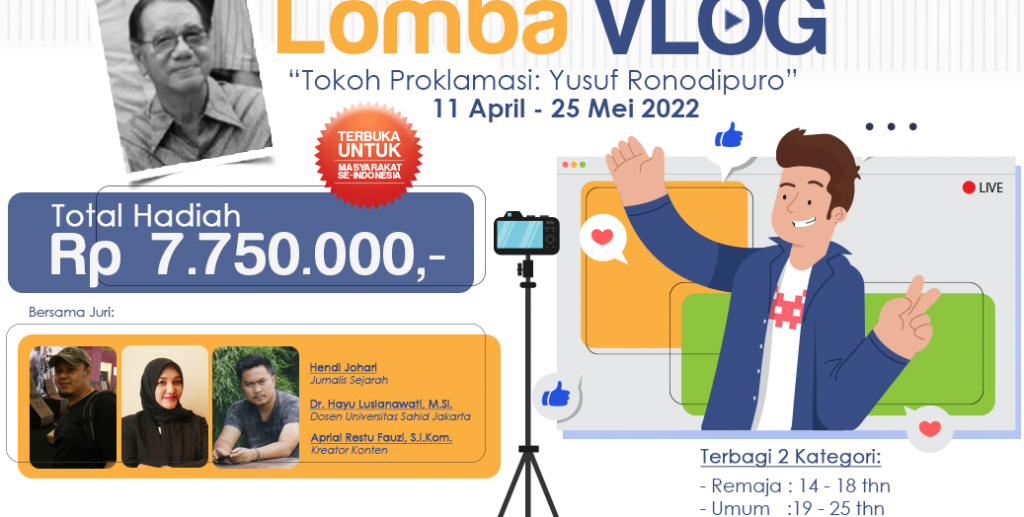 Lomba VLOG
“Tokoh Proklamasi: Yusuf Ronodipuro”
11 April - 25 Mei 2022
TERBUKA
UNTUK
MASYARAKAT
SE-INDONESIA
LIVE
Total Hadiah
Rp 7.750.000,-
Bersama Juri:
Hendi Johari
Jurnalis Sejarah
Dr. Hayu Lusianawati, M.Si.
Dosen Universitas Sahid Jakarta
Aprial Restu Fauzi, S.I.Kom.
Kreator Konten
Terbagi 2 Kategori:
- Remaja : 14 - 18 thn
- Umum :19 - 25 thn